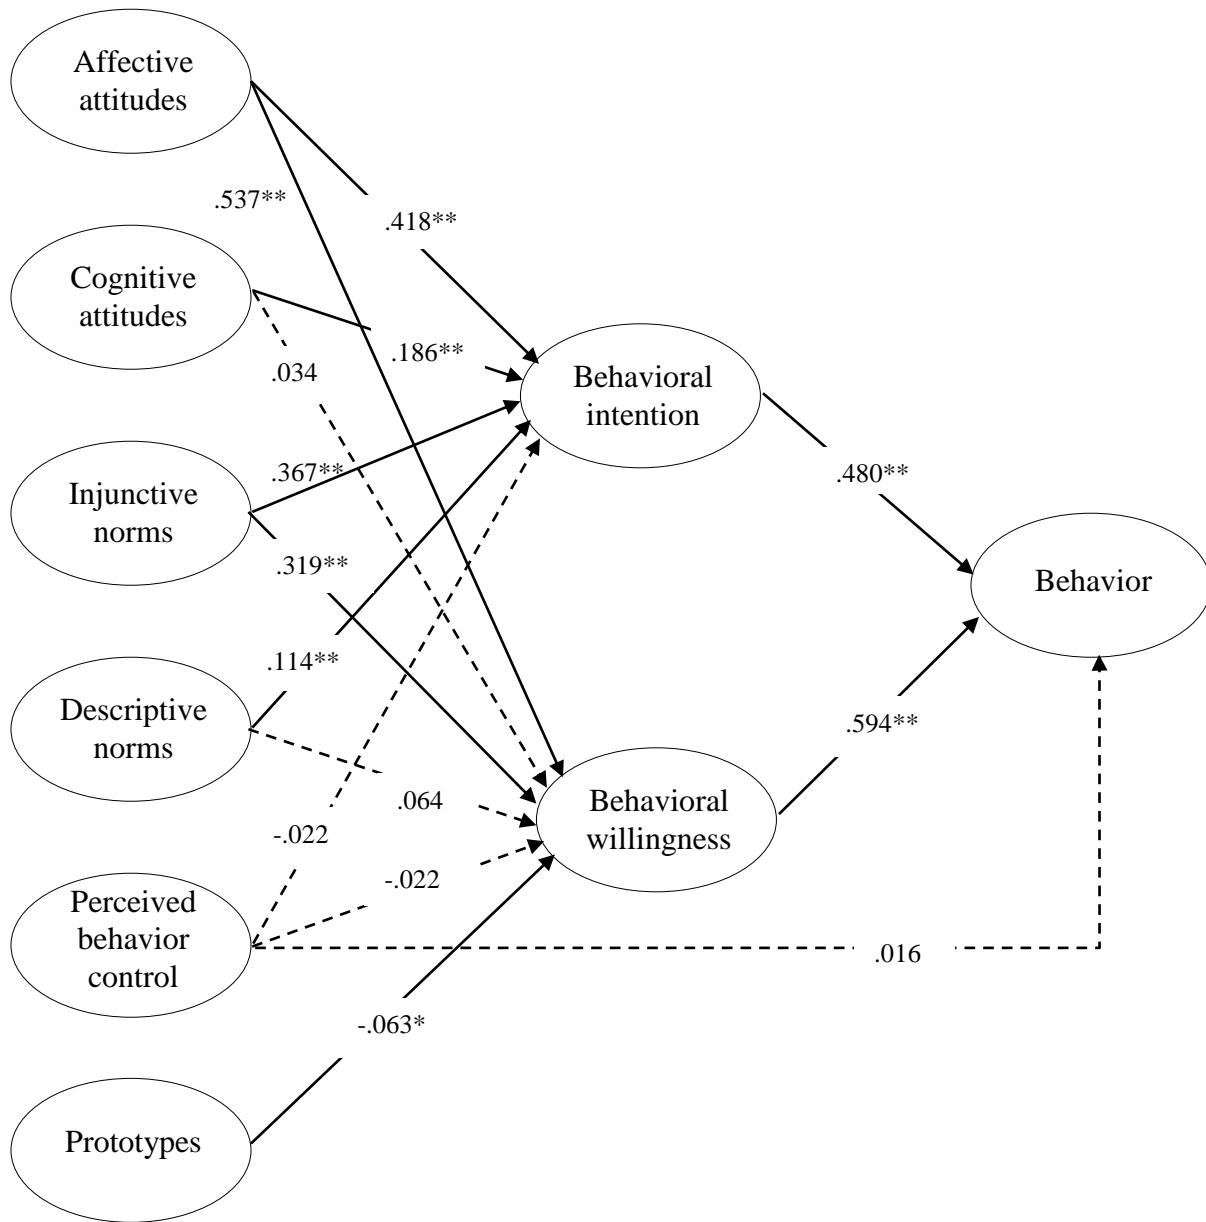 Affective
attitudes
.537**
.418**
Cognitive
attitudes
.034
.186**
Behavioral
intention
Injunctive
norms
.367**
.480**
.319**
Behavior
Descriptive
norms
.114**
.594**
.064
Behavioral
willingness
-.022
-.022
Perceived
behavior
control
.016
-.063*
Prototypes